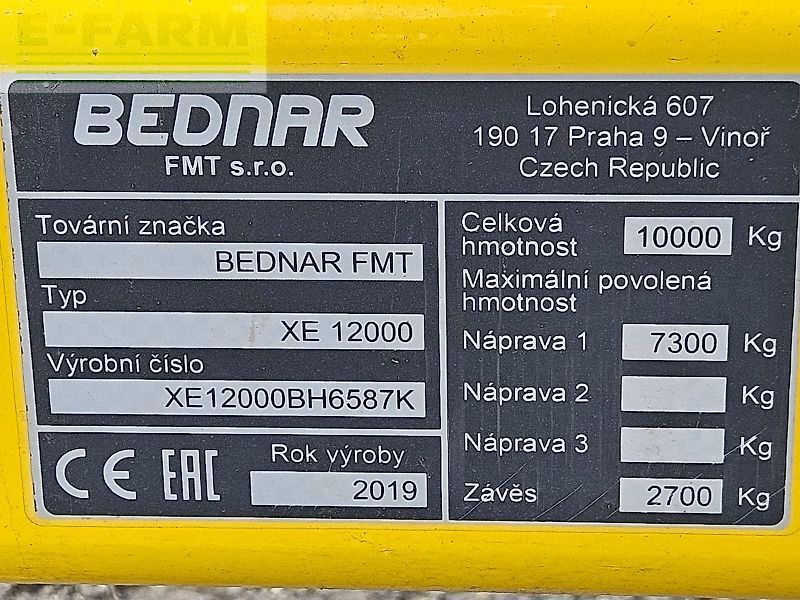 E-FARM
BEDNAR
FMT s.r.o.
Lohenická 607
190 17 Praha 9 – Vinoř
Czech Republic
Tovární značka
BEDNAR FMT
Typ
XE 12000
Výrobní číslo
XE12000BH6587K
CE EAC
Rok výroby
2019
Celková
hmotnost
10000 Kg
Maximální povolená
hmotnost
Náprava 1 7300 Kg
Náprava 2 Kg
Náprava 3 Kg
Závěs 2700 Kg